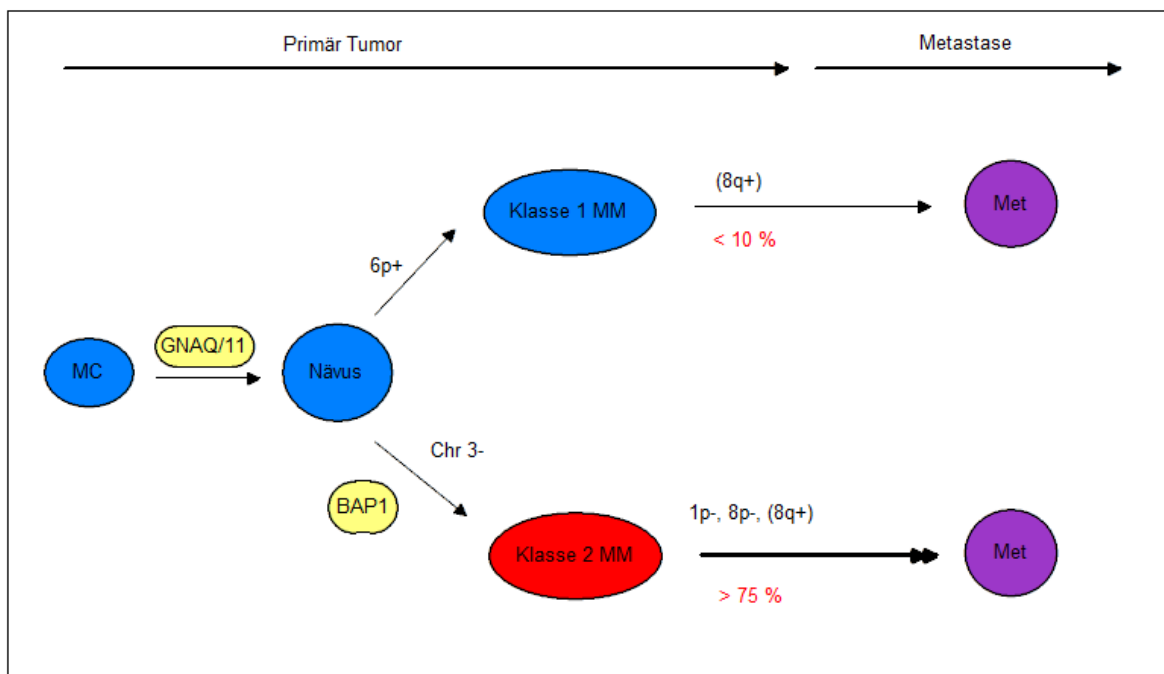 Primär Tumor
Metastase
(8q+)
Klasse 1 MM
Met
< 10 %
6p+
GNAQ/11
MC
Nävus
Chr 3-
BAP1
1p-, 8p-, (8q+)
Klasse 2 MM
Met
> 75 %